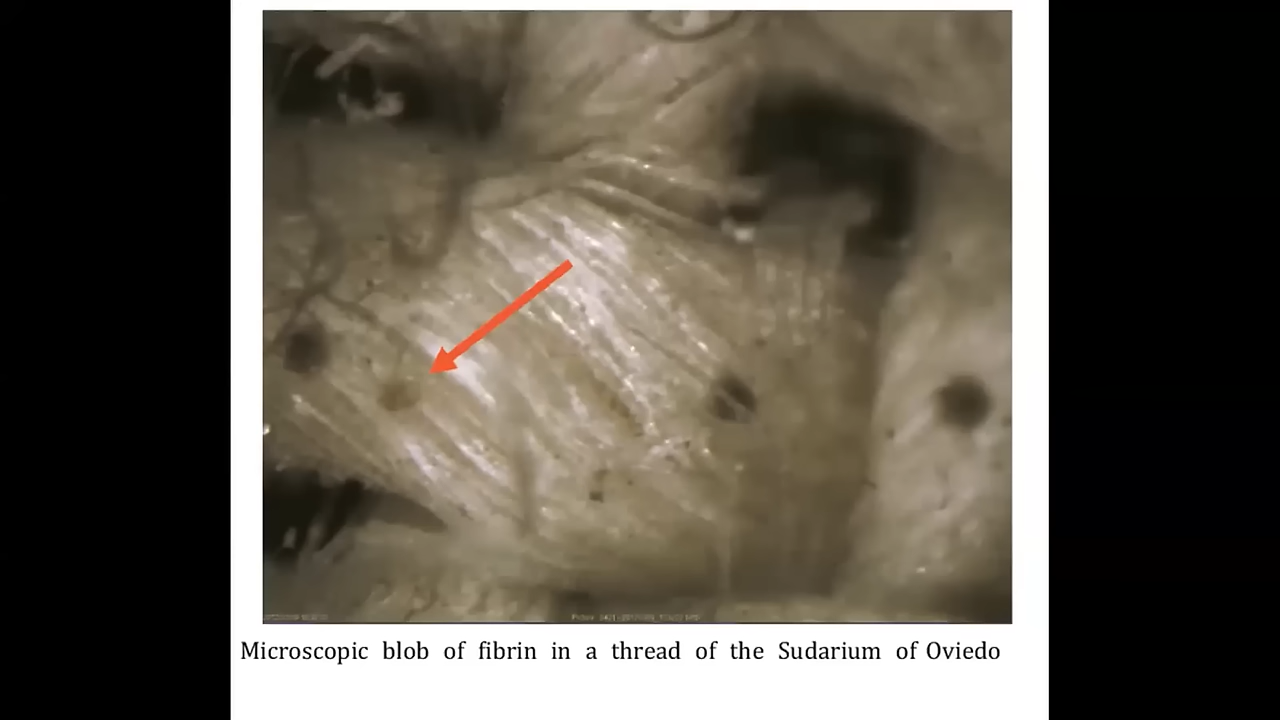 Microscopic blob of fibrin in a thread of the Sudarium of Oviedo